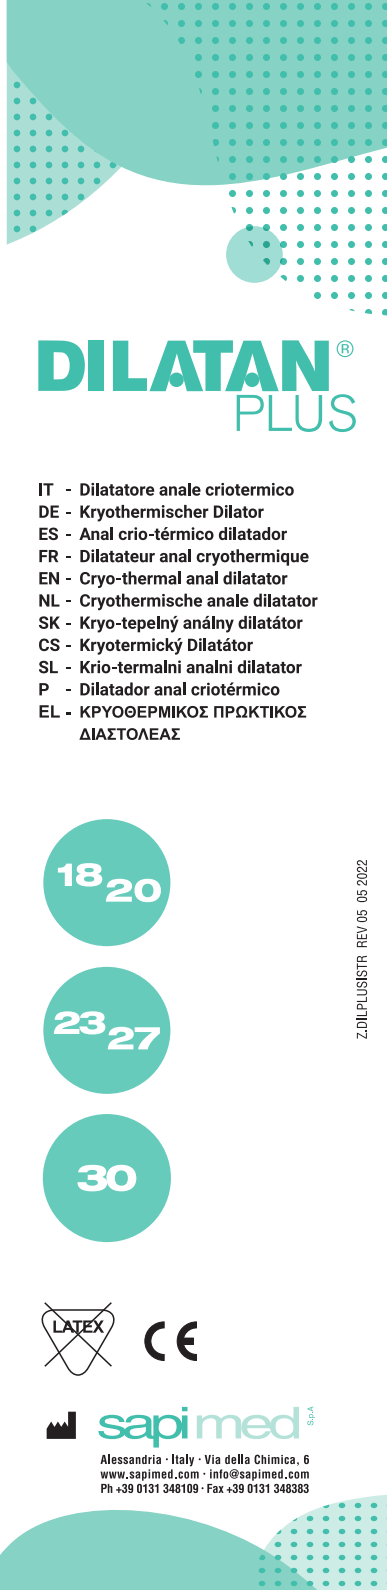 DILATAN®
PLUS
IT - Dilatatore anale criotermico
DE - Kryothermischer Dilator
ES - Anal crio-térmico dilatador
FR - Dilatateur anal cryothermique
EN - Cryo-thermal anal dilatator
NL - Cryothermische anale dilatator
SK - Kryo-tepelný análny dilatátor
CS - Kryotermický Dilatátor
SL - Krio-termalni analni dilatator
P - Dilatador anal criotérmico
EL - ΚΡΥΟΘΕΡΜΙΚΟΣ ΠΡΩΚΤΙΚΟΣ
ΔΙΑΣΤΟΛΕΑΣ
18 20
23 27
30
Z.DILPLUSISTR REV 05 05 2022
LATEX
CE
sapimed S.p.A
Alessandria · Italy · Via della Chimica, 6
www.sapimed.com · info@sapimed.com
Ph +39 0131 348109 · Fax +39 0131 348383